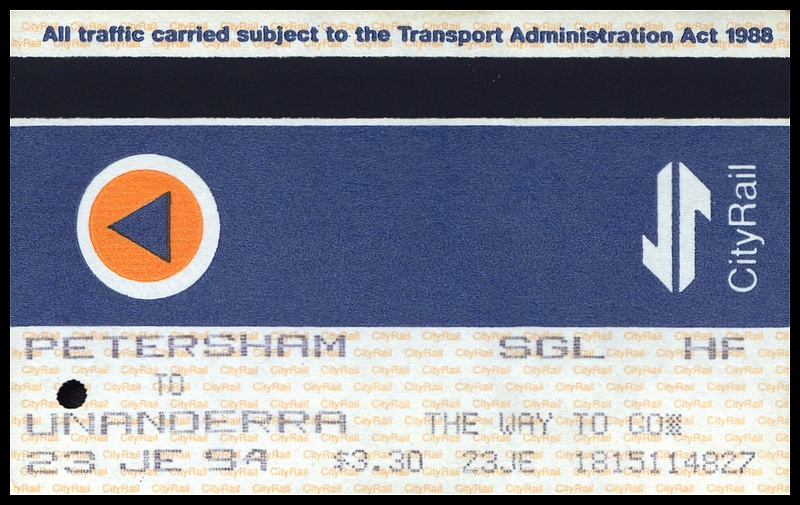 All traffic carried subject to the Transport Administration Act 1988
CityRail
PETERSHAM SGL HF
TO
UNANDERRA THE WAY TO GO
23 JE 94 $3.30 23JE 1815114827